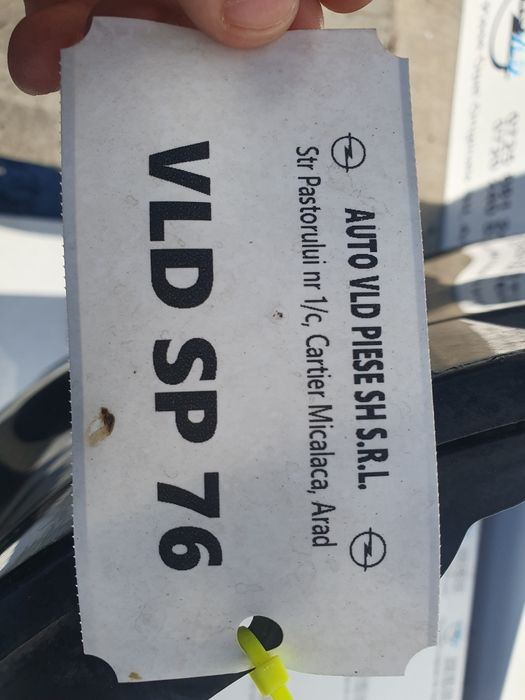 AUTO VLD PIESE SH S.R.L.
Str Pastorului nr 1/c, Cartier Micalaca, Arad
VLD SP 76